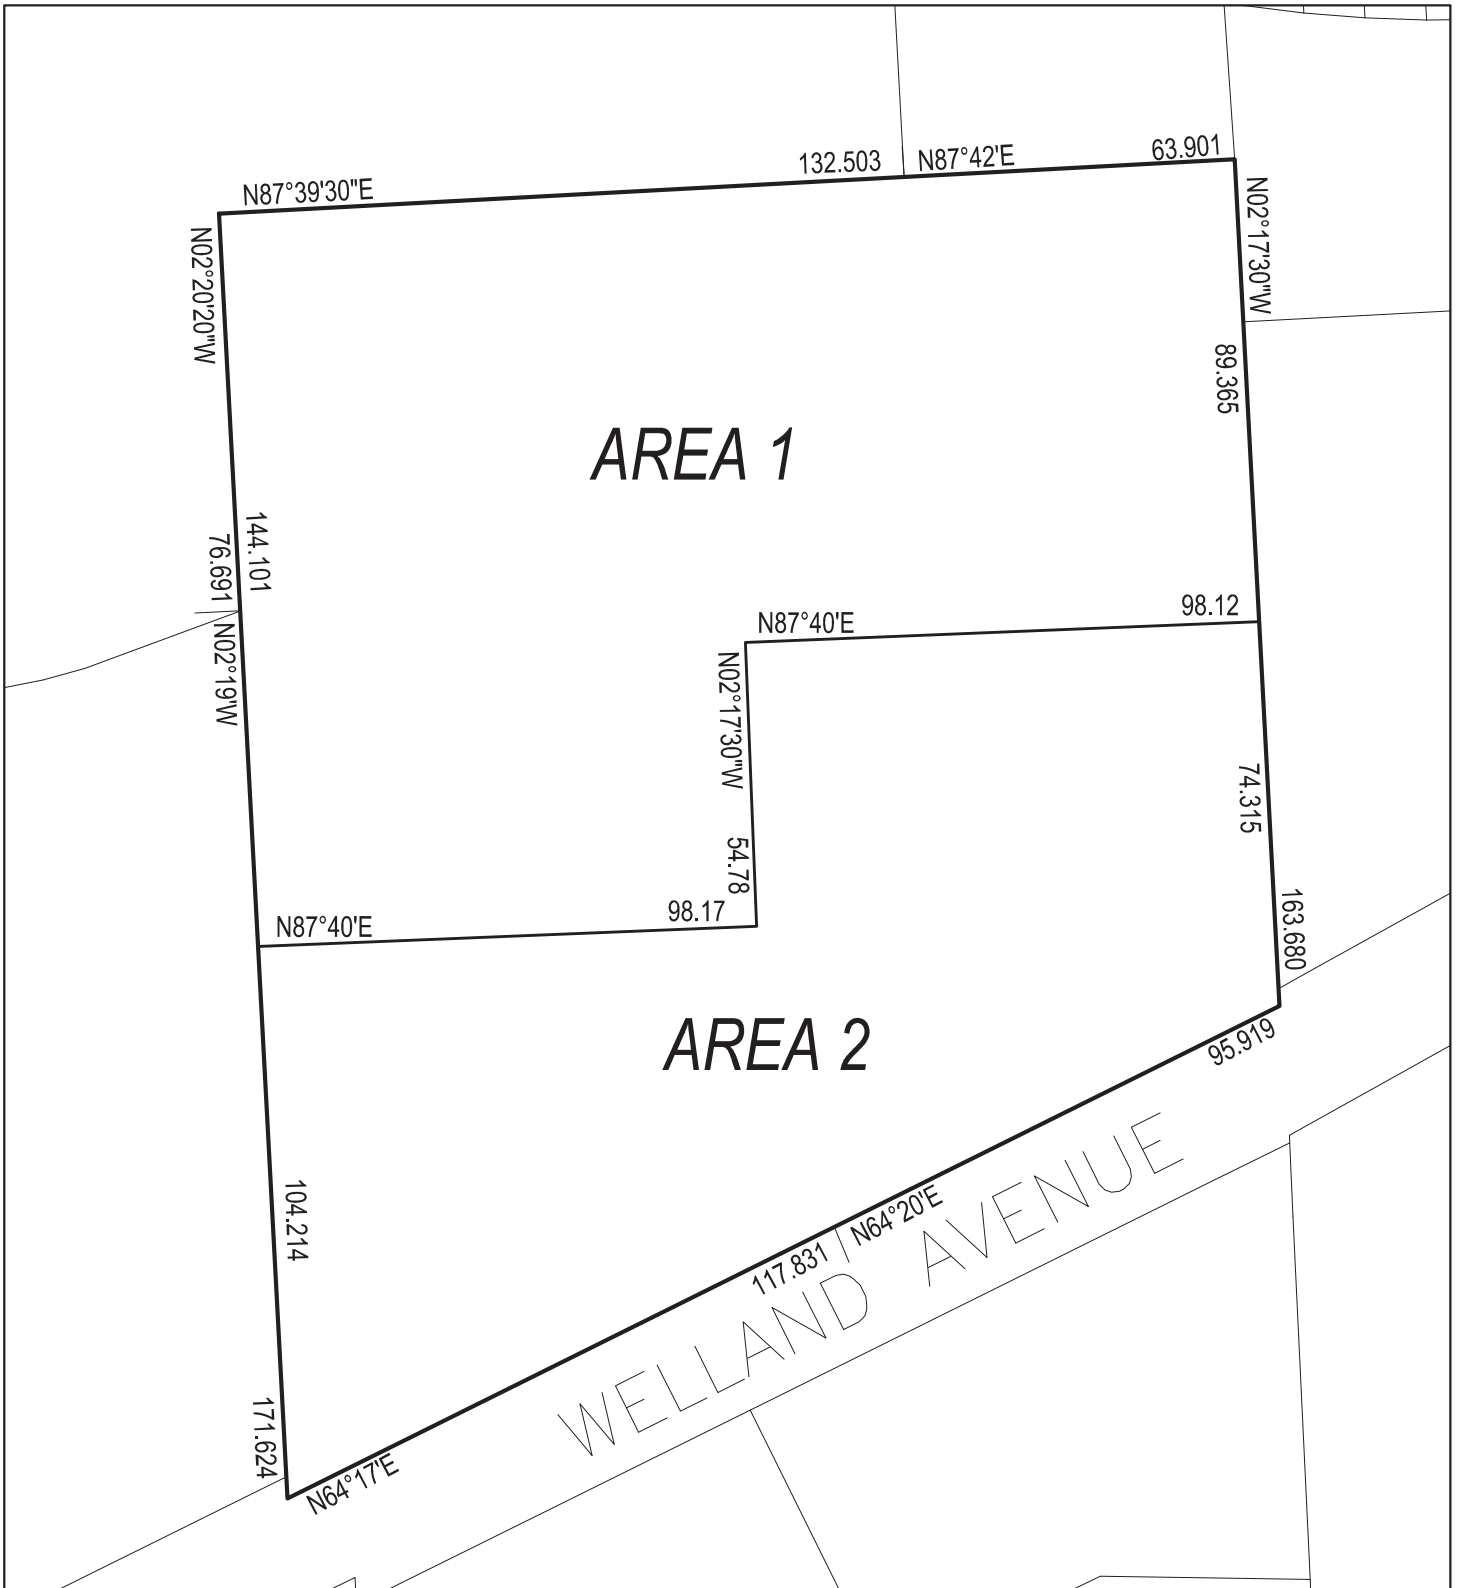 132.503
N87°42'E
63.901
N87°39'30"E
N02°17'30"W
N02°20'20"W
89.365
AREA 1
144.101
76.691
98.12
N87°40'E
N02°19'W
N02°17'30"W
74.315
54.78
163.680
98.17
N87°40'E
AREA 2
95.919
104.214
N64°20'E
117.831
WELLAND AVENUE
171.624
N64°17'E